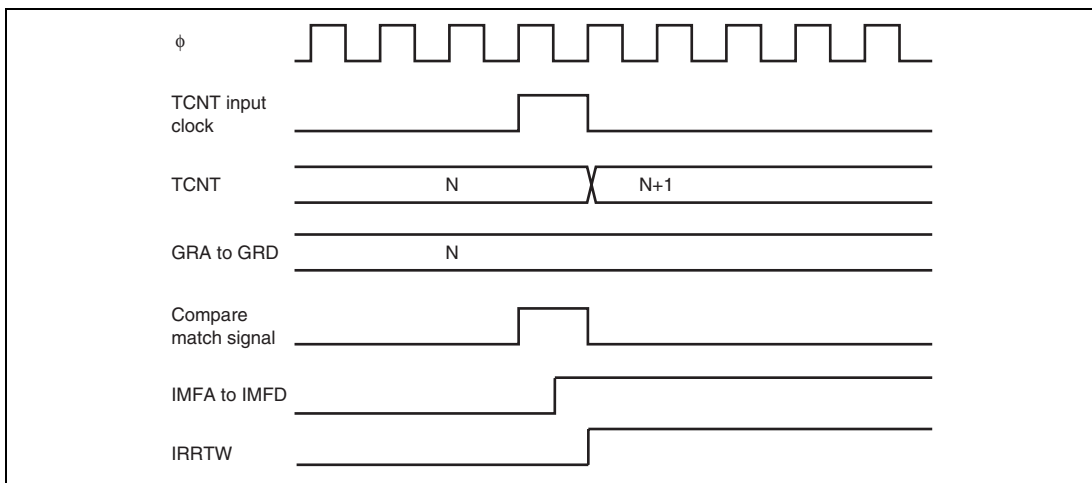 ϕ
TCNT input
clock
TCNT
N
N+1
GRA to GRD
N
Compare
match signal
IMFA to IMFD
IRRTW